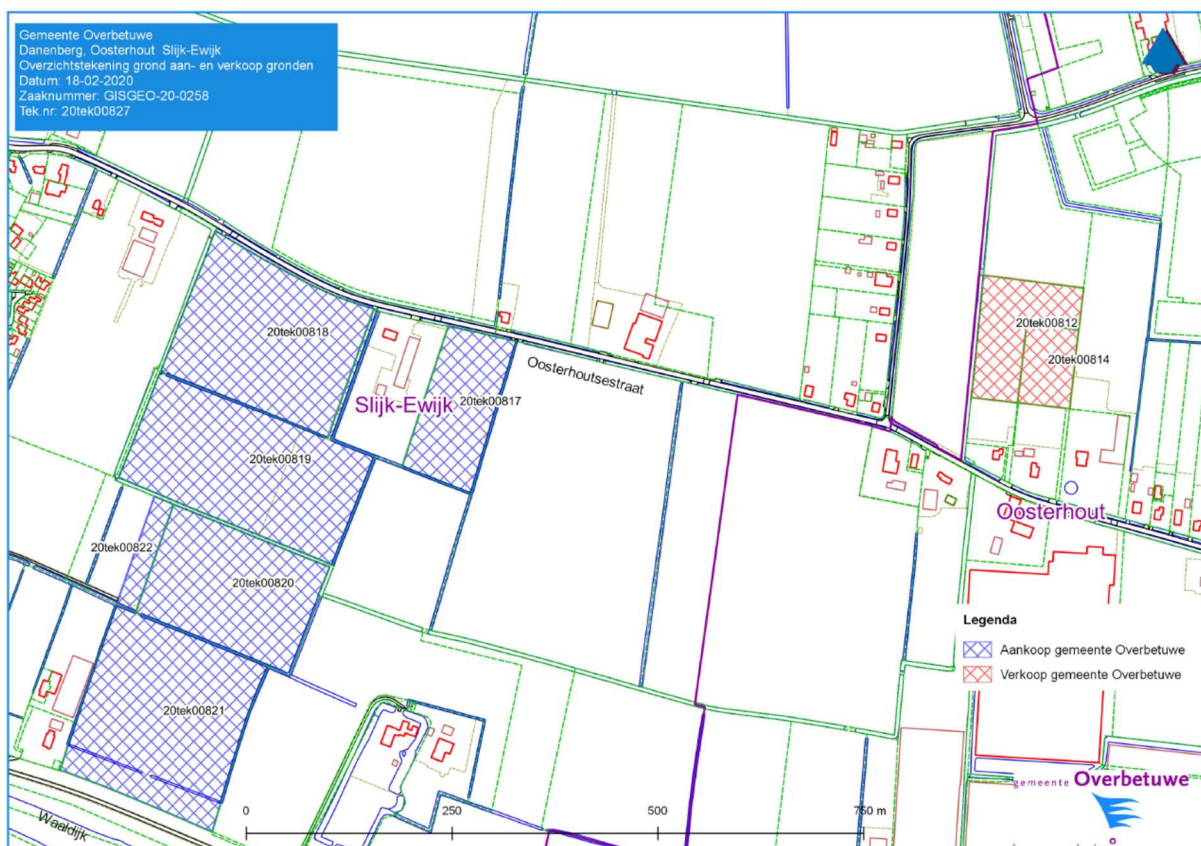 Gemeente Overbetuwe
Danenberg, Oosterhout Slijk-Ewijk
Overzichtstekening grond aan- en verkoop gronden
Datum: 18-02-2020
Zaaknummer: GISGEO-20-0258
Tek.nr: 20tek00827
20tek00818
20tek00812
20tek00814
Oosterhoutsestraat
Slijk-Ewijk
20tek00817
20tek00819
Oosterhout
20tek00822
20tek00820
Legenda
Aankoop gemeente Overbetuwe
Verkoop gemeente Overbetuwe
20tek00821
gemeente Overbetuwe
0 250 500 750 m
Waaldijk